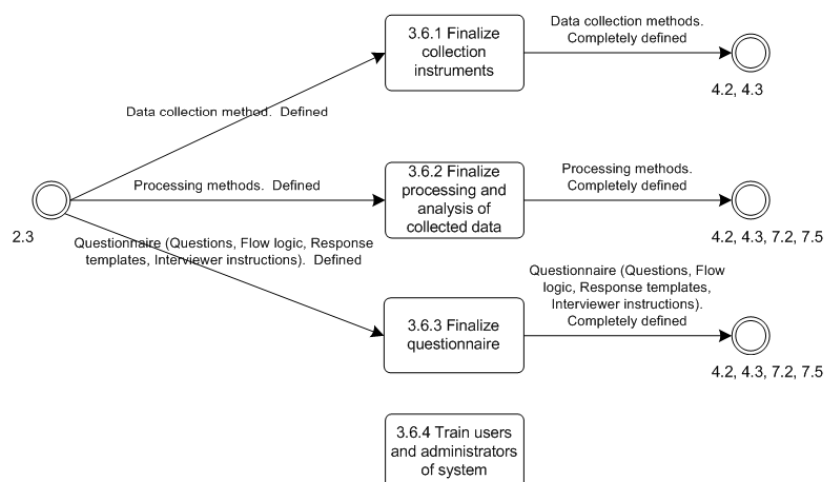 3.6.1 Finalize
collection
instruments
Data collection methods.
Completely defined
4.2, 4.3
Data collection method.  Defined
3.6.2 Finalize
processing and
analysis of
collected data
Processing methods.
Completely defined
Processing methods.  Defined
2.3
4.2, 4.3, 7.2, 7.5
Questionnaire (Questions, Flow logic, Response
templates, Interviewer instructions).  Defined
Questionnaire (Questions, Flow
logic, Response templates,
Interviewer instructions).
Completely defined
3.6.3 Finalize
questionnaire
4.2, 4.3, 7.2, 7.5
3.6.4 Train users
and administrators
of system